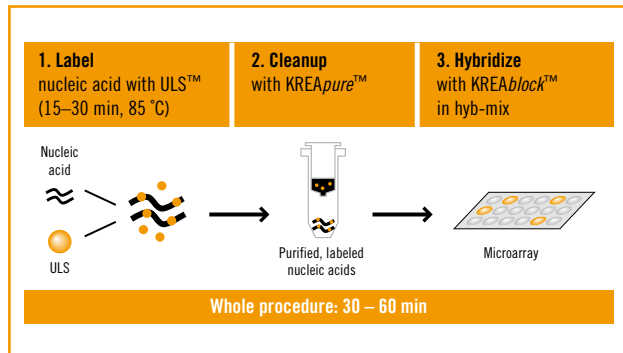 1. Label
nucleic acid with ULS™
(15–30 min, 85 ˚C)
2. Cleanup
with KREApure™
3. Hybridize
with KREAblock™
in hyb-mix
Nucleic
acid
ULS
Purified, labeled
nucleic acids
Microarray
Whole procedure: 30 – 60 min